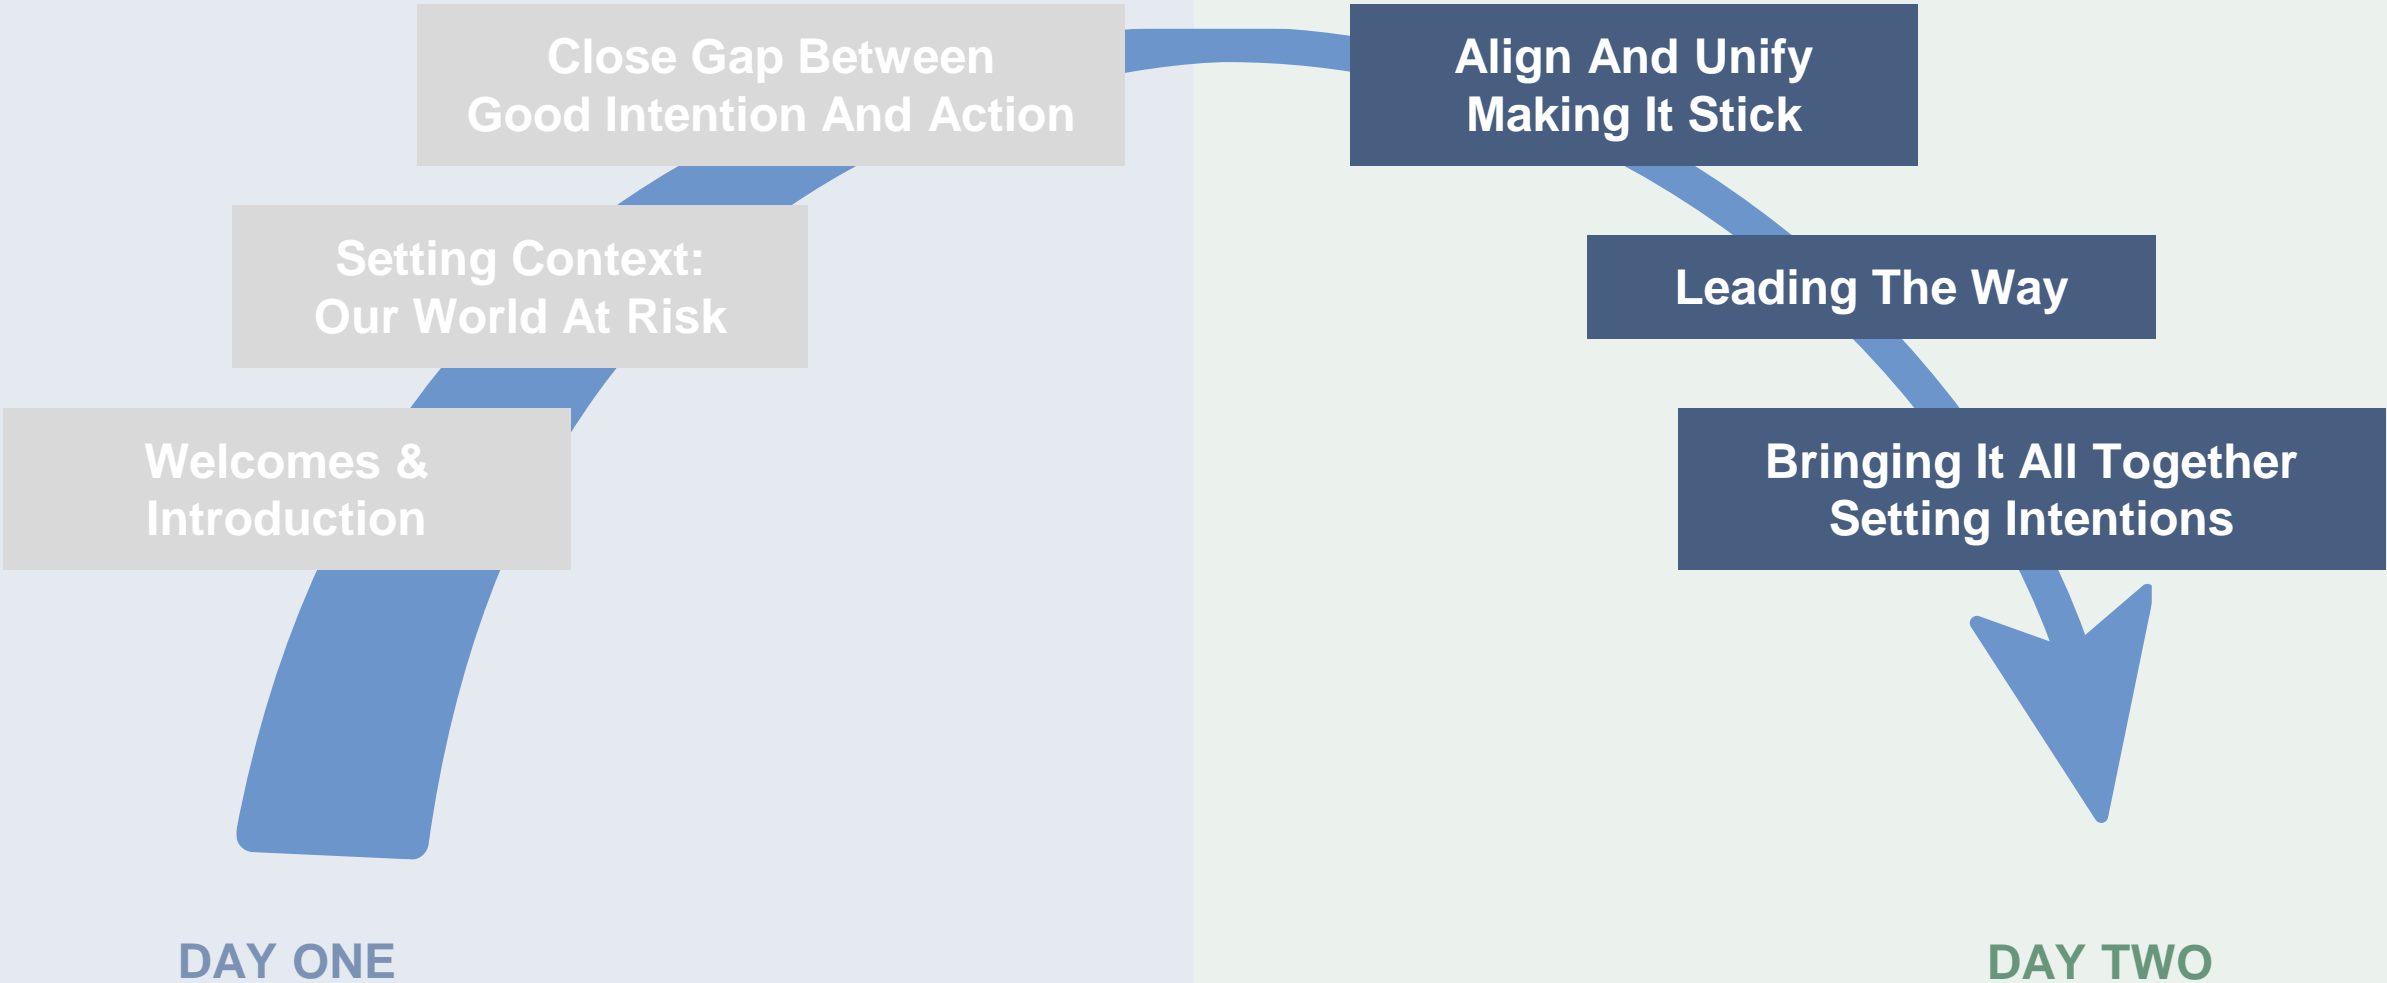 Close Gap Between
Good Intention And Action
Setting Context:
Our World At Risk
Welcomes &
Introduction
DAY ONE
Align And Unify
Making It Stick
Leading The Way
Bringing It All Together
Setting Intentions
DAY TWO